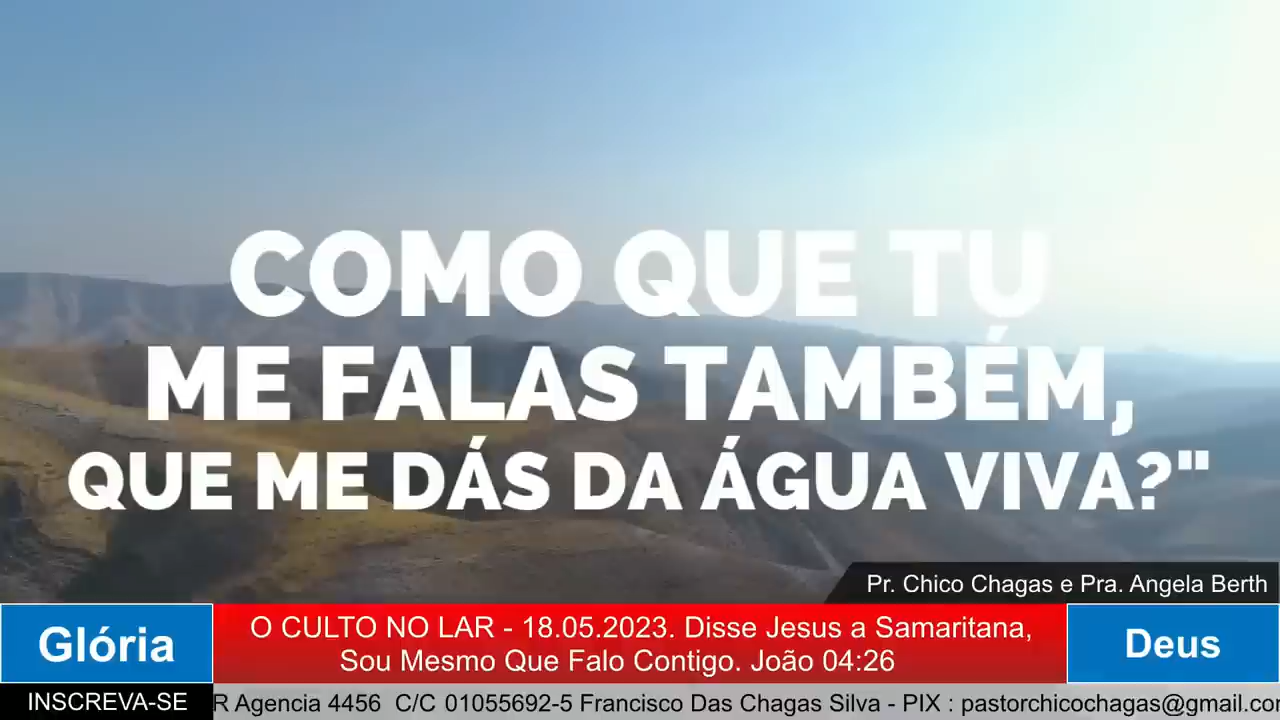 COMO QUE TU
ME FALAS TAMBÉM,
QUE ME DÁS DA ÁGUA VIVA?"
Pr. Chico Chagas e Pra. Angela Berth
Glória
O CULTO NO LAR - 18.05.2023. Disse Jesus a Samaritana,
Sou Mesmo Que Falo Contigo. João 04:26
Deus
INSCREVA-SE
R Agencia 4456 C/C 01055692-5 Francisco Das Chagas Silva - PIX : pastorchicochagas@gmail.com